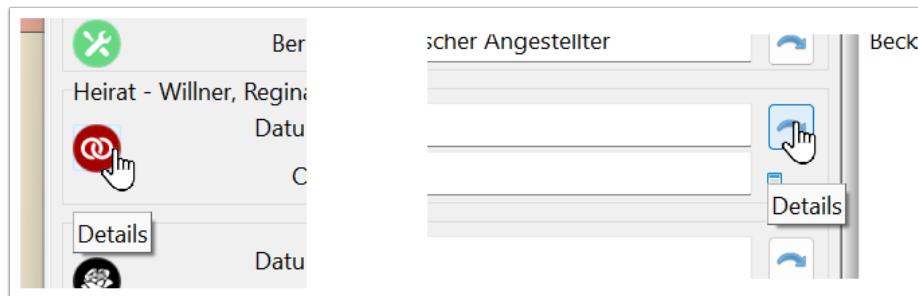 Ber
scher Angestellter
Beck
Heirat - Willner, Regina
Datu
O
Details
Details
Datu